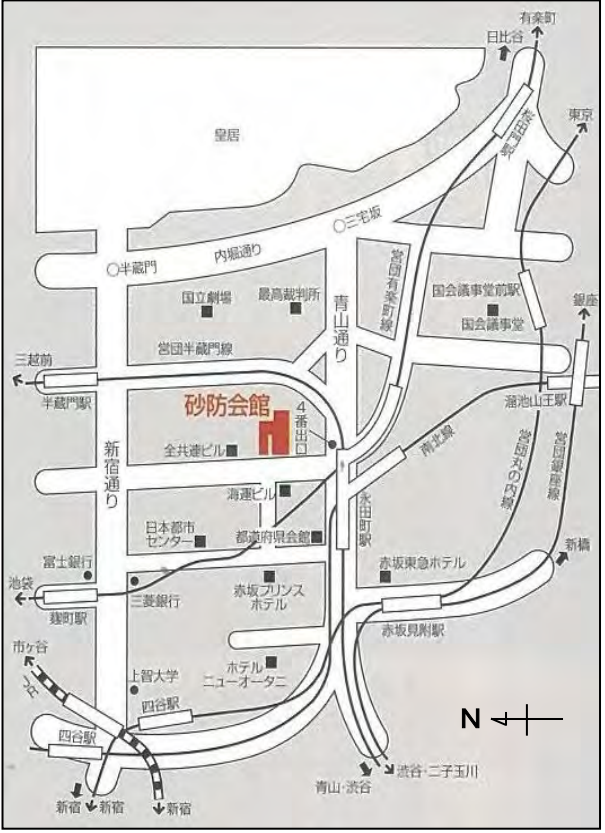 有楽町
日比谷
東京
桜田門駅
皇居
三宅坂
内堀通り
半蔵門
国立劇場
最高裁判所
青山通り
営団有楽町線
国会議事堂前駅
国会議事堂
銀座
営団半蔵門線
三越前
半蔵門駅
砂防会館
4番出口
溜池山王駅
新宿通り
全共連ビル
南北線
営団丸の内線
営団銀座線
海運ビル
永田町駅
日本都市
センター
都道府県会館
新橋
富士銀行
池袋
麹町駅
三菱銀行
赤坂プリンス
ホテル
赤坂東急ホテル
赤坂見附駅
市ヶ谷
JR
上智大学
ホテル
ニューオータニ
四谷駅
四谷駅
N
新宿
新宿
新宿
青山・渋谷
渋谷・二子玉川